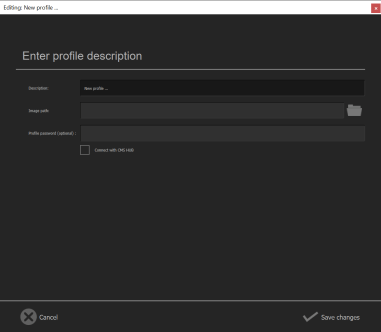 Editing: New profile ...
Enter profile description
Description:
New profile ...
Image path:
Profile password (optional) :
Connect with CMS HUB
Cancel
Save changes